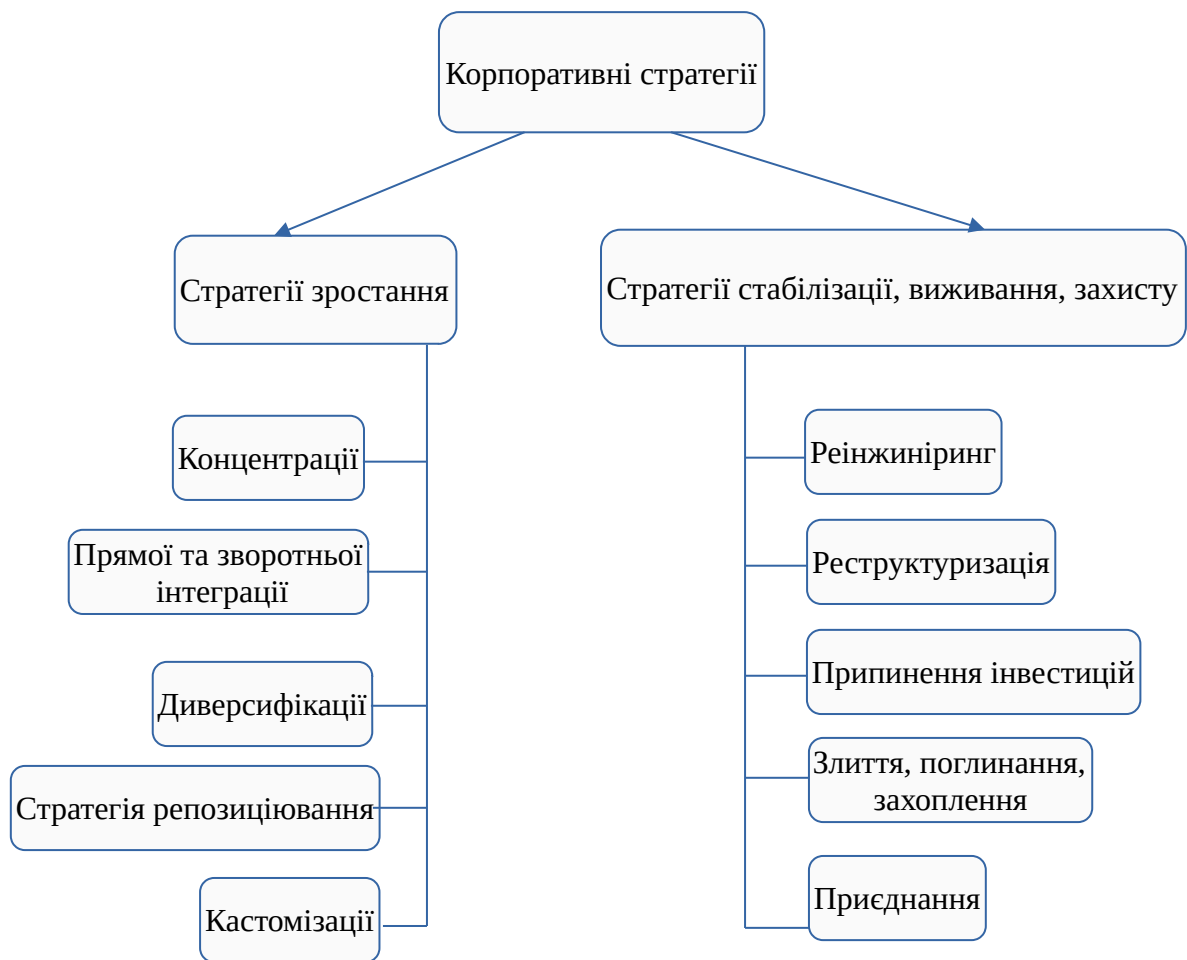 Корпоративні стратегії
Стратегії зростання
Стратегії стабілізації, виживання, захисту
Концентрації
Прямої та зворотньої
інтеграції
Диверсифікації
Стратегія репозиціювання
Кастомізації
Реінжиніринг
Реструктуризація
Припинення інвестицій
Злиття, поглинання,
захоплення
Приєднання